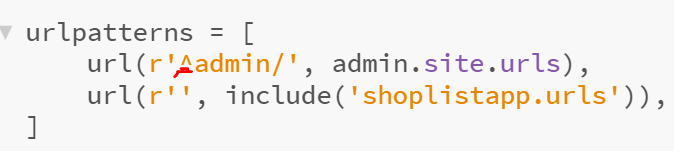 urlpatterns = [
url(r'^admin/', admin.site.urls),
url(r'', include('shoplistapp.urls')),
]